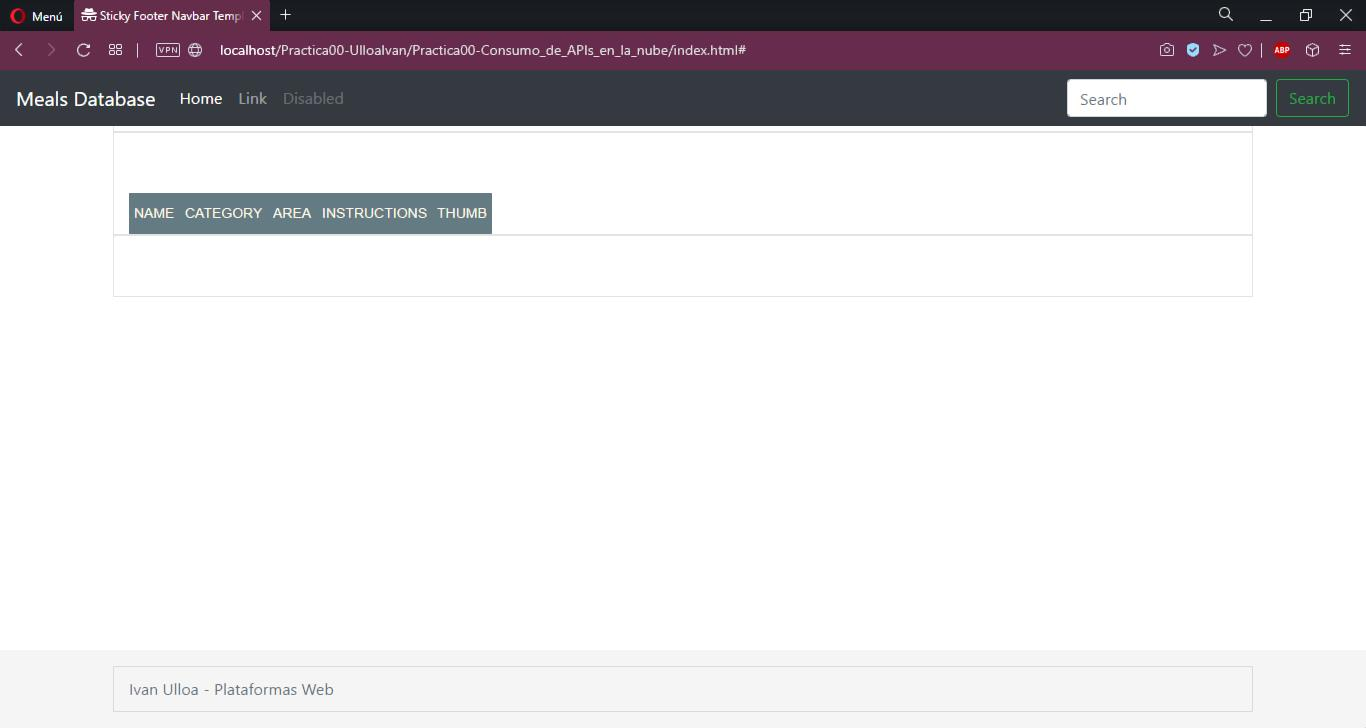 Menú
Sticky Footer Navbar Templ
VPN
localhost/Practica00-UlloaIvan/Practica00-Consumo_de_APIs_en_la_nube/index.html#
ABP
Meals Database Home Link Disabled Search Search
NAME CATEGORY AREA INSTRUCTIONS THUMB
Ivan Ulloa - Plataformas Web